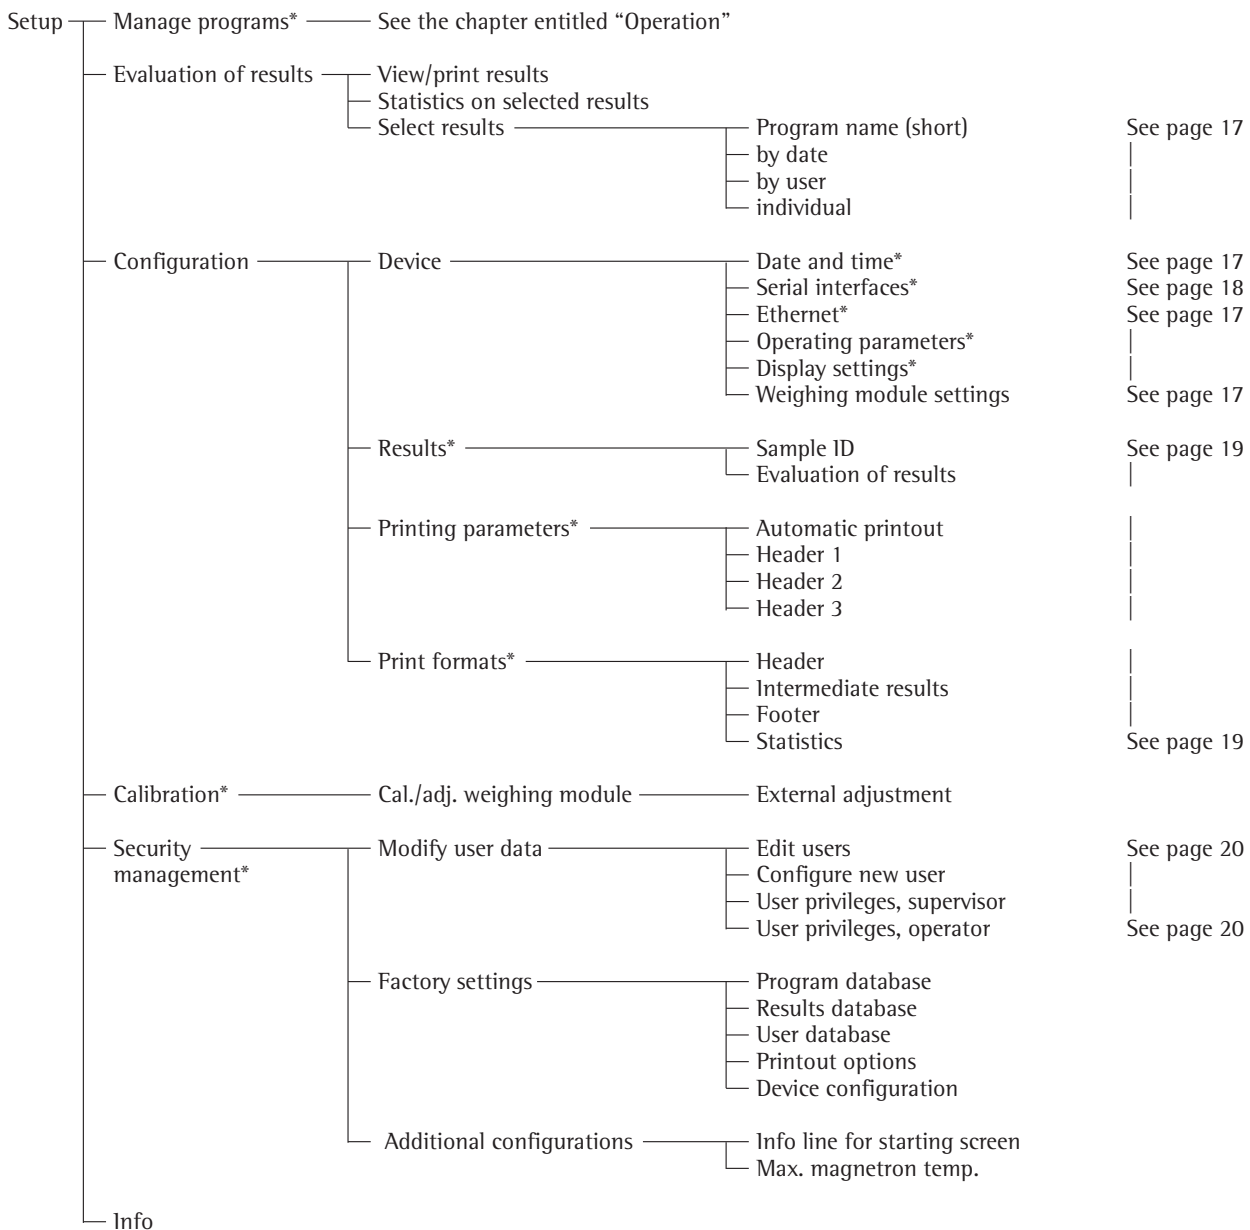 Setup Manage programs* See the chapter entitled “Operation”
Evaluation of results View/print results
Statistics on selected results
Select results Program name (short) See page 17
by date
by user
individual
Configuration Device Date and time* See page 17
Serial interfaces* See page 18
Ethernet* See page 17
Operating parameters*
Display settings*
Weighing module settings See page 17
Results* Sample ID See page 19
Evaluation of results
Printing parameters* Automatic printout
Header 1
Header 2
Header 3
Print formats* Header
Intermediate results
Footer
Statistics See page 19
Calibration* Cal./adj. weighing module External adjustment
Security Modify user data Edit users See page 20
management* Configure new user
User privileges, supervisor
User privileges, operator See page 20
Factory settings Program database
Results database
User database
Printout options
Device configuration
Additional configurations Info line for starting screen
Max. magnetron temp.
Info